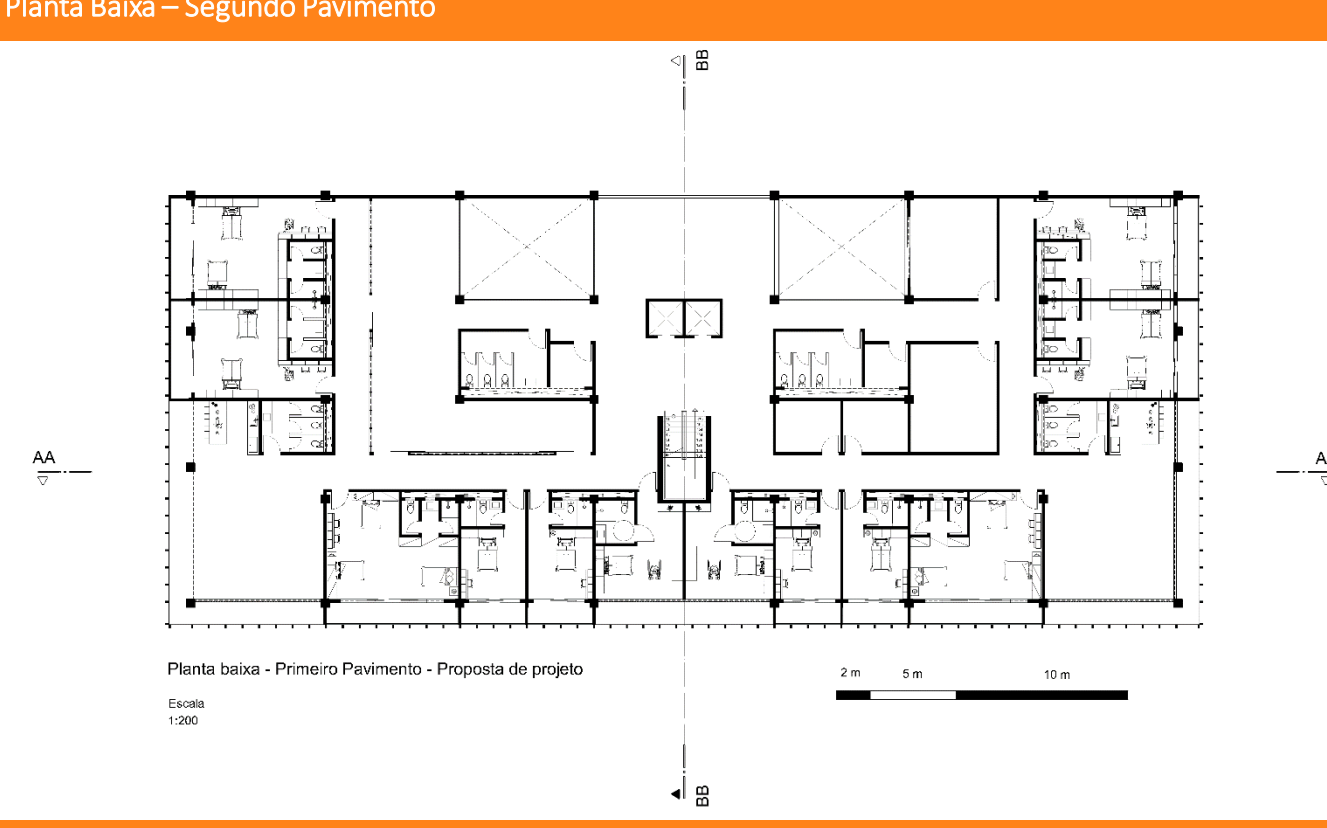 Planta Baixa – Segundo Pavimento
BB
AA
A
Planta baixa - Primeiro Pavimento - Proposta de projeto
Escala
1:200
2 m 5 m 10 m
BB